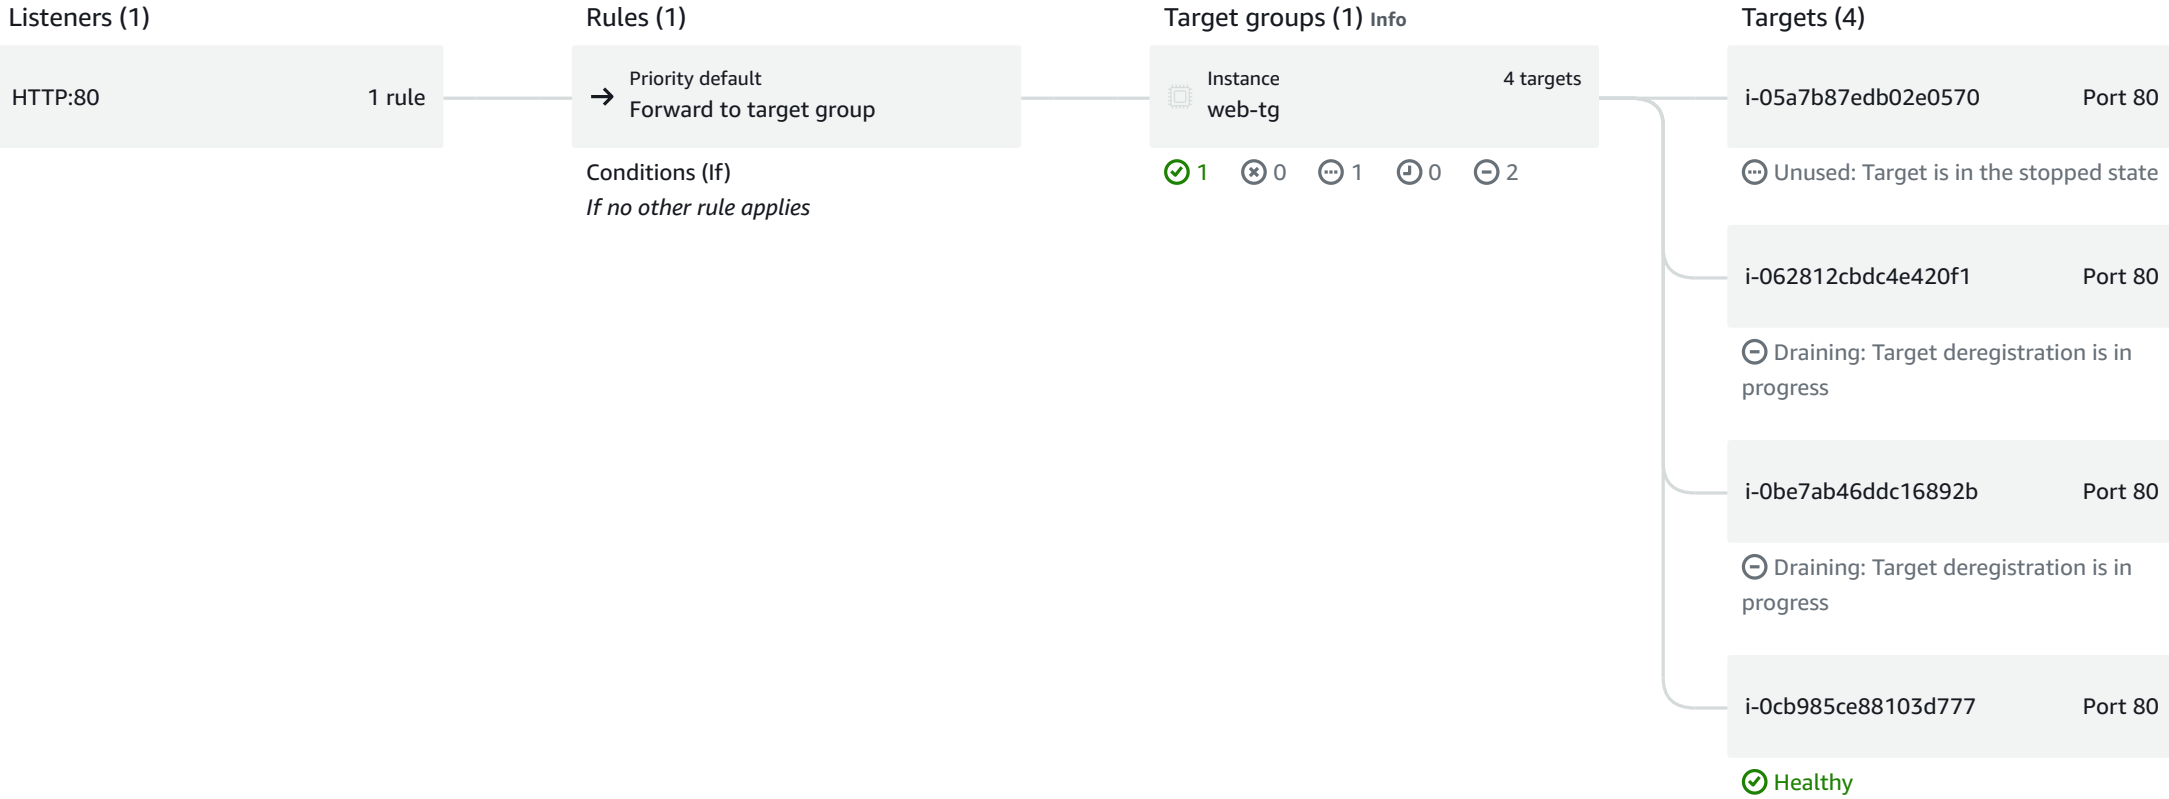 Listeners (1)
HTTP:80 1 rule
Rules (1)
Priority default
Forward to target group
Conditions (If)
If no other rule applies
Target groups (1) Info
Instance 4 targets
web-tg
1 0 1 0 2
Targets (4)
i-05a7b87edb02e0570 Port 80
Unused: Target is in the stopped state
i-062812cbdc4e420f1 Port 80
Draining: Target deregistration is in
progress
i-0be7ab46ddc16892b Port 80
Draining: Target deregistration is in
progress
i-0cb985ce88103d777 Port 80
Healthy